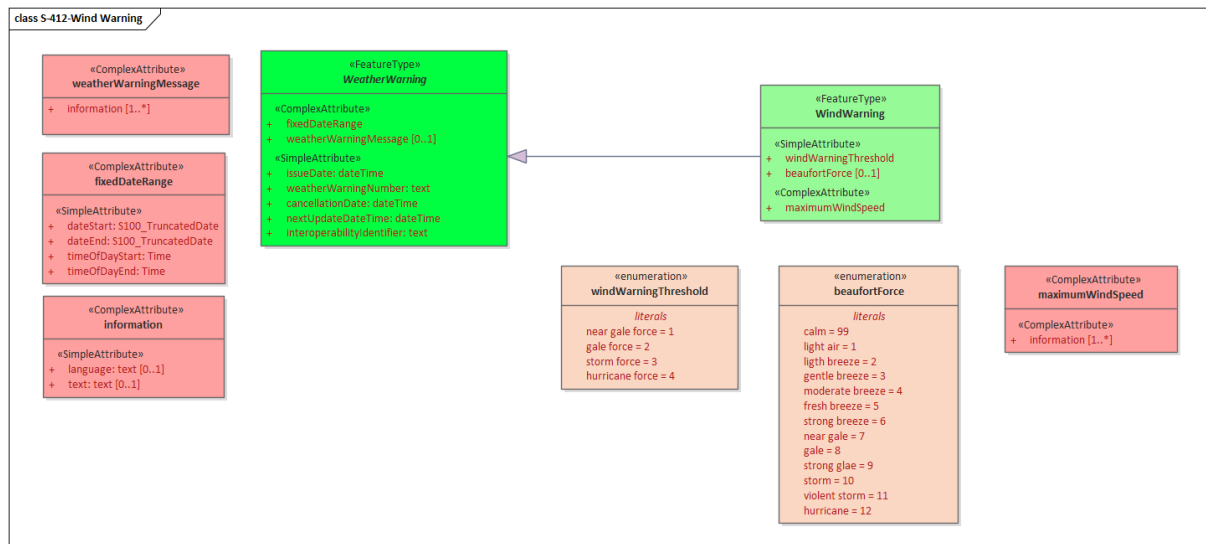 class S-412-Wind Warning
«ComplexAttribute»
weatherWarningMessage
+ information [1..*]
«ComplexAttribute»
fixedDateRange
«SimpleAttribute»
+ dateStart: S100_TruncatedDate
+ dateEnd: S100_TruncatedDate
+ timeOfDayStart: Time
+ timeOfDayEnd: Time
«ComplexAttribute»
information
«SimpleAttribute»
+ language: text [0..1]
+ text: text [0..1]
«FeatureType»
WeatherWarning
«ComplexAttribute»
+ fixedDateRange
+ weatherWarningMessage [0..1]
«SimpleAttribute»
+ issueDate: dateTime
+ weatherWarningNumber: text
+ cancellationDate: dateTime
+ nextUpdateDateTime: dateTime
+ interoperabilityIdentifier: text
«FeatureType»
WindWarning
«SimpleAttribute»
+ windWarningThreshold
+ beaufortForce [0..1]
«ComplexAttribute»
+ maximumWindSpeed
«enumeration»
windWarningThreshold
literals
near gale force = 1
gale force = 2
storm force = 3
hurricane force = 4
«enumeration»
beaufortForce
literals
calm = 99
light air = 1
ligth breeze = 2
gentle breeze = 3
moderate breeze = 4
fresh breeze = 5
strong breeze = 6
near gale = 7
gale = 8
strong glae = 9
storm = 10
violent storm = 11
hurricane = 12
«ComplexAttribute»
maximumWindSpeed
«ComplexAttribute»
+ information [1..*]